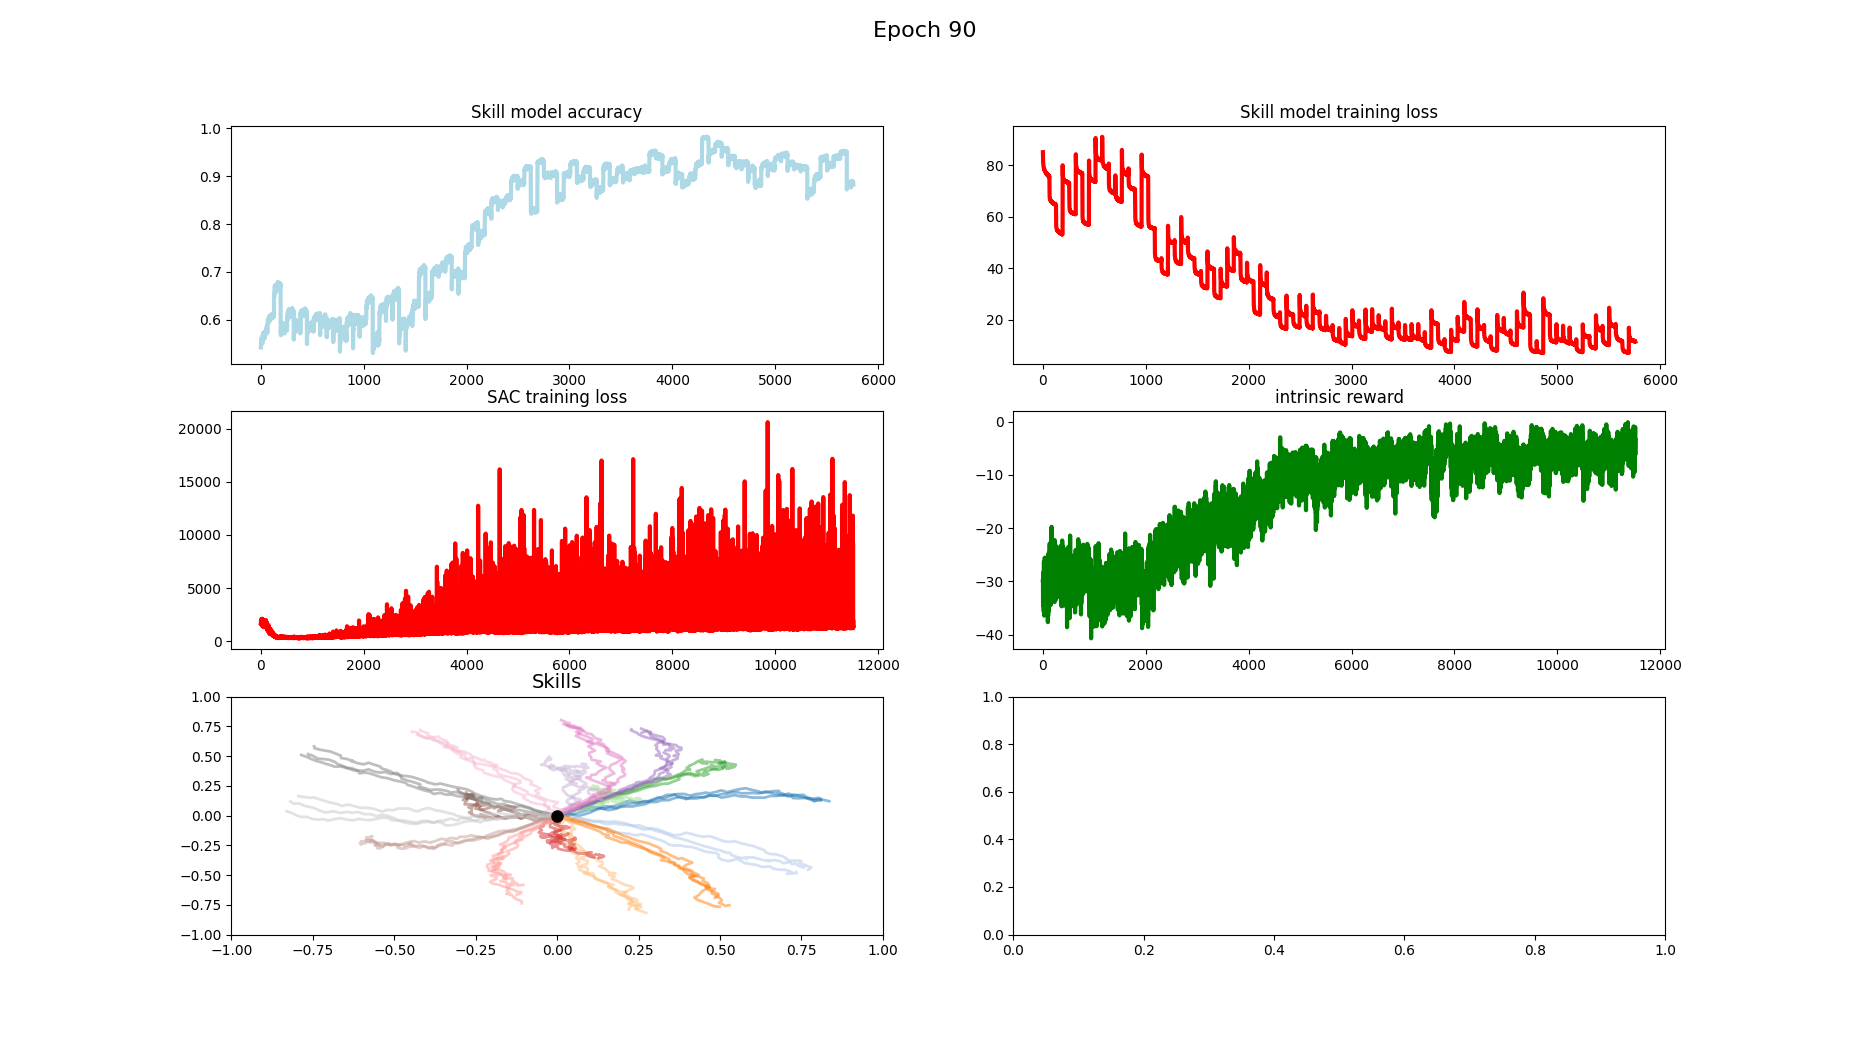 Epoch 90
Skill model accuracy
1.0
0.9
0.8
0.7
0.6
0 1000 2000 3000 4000 5000 6000
Skill model training loss
80
60
40
20
0 1000 2000 3000 4000 5000 6000
SAC training loss
20000
15000
10000
5000
0
0 2000 4000 6000 8000 10000 12000
intrinsic reward
0
−10
−20
−30
−40
0 2000 4000 6000 8000 10000 12000
Skills
1.00
0.75
0.50
0.25
0.00
−0.25
−0.50
−0.75
−1.00
−1.00 −0.75 −0.50 −0.25 0.00 0.25 0.50 0.75 1.00
1.0
0.8
0.6
0.4
0.2
0.0
0.0 0.2 0.4 0.6 0.8 1.0